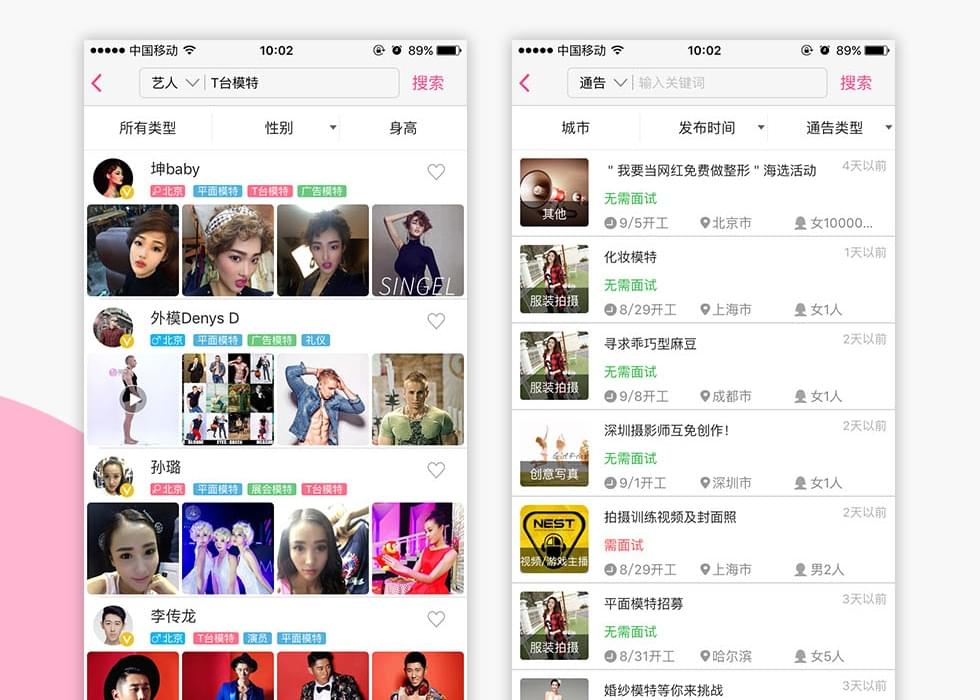 中国移动 10:02 89%
艺人 T台模特 搜索
所有类型 性别 身高
坤baby
北京 平面模特 T台模特 广告模特
SINGEL
外模Denys D
北京 平面模特 广告模特 礼仪
孙璐
北京 平面模特 展会模特 T台模特
李传龙
北京 T台模特 演员 平面模特
中国移动 10:02 89%
通告 输入关键词 搜索
城市 发布时间 通告类型
＂我要当网红免费做整形＂海选活动 4天以前
无需面试
其他
9/5开工 北京市 女10000...
化妆模特 1天以前
无需面试
服装拍摄
8/29开工 上海市 女1人
寻求乖巧型麻豆 2天以前
无需面试
服装拍摄
9/8开工 成都市 女1人
深圳摄影师互免创作！ 2天以前
无需面试
创意写真
9/1开工 深圳市 女1人
拍摄训练视频及封面照 2天以前
NEST
需面试
视频/游戏主播
8/29开工 上海市 男2人
平面模特招募 3天以前
无需面试
服装拍摄
8/31开工 哈尔滨 女5人
婚纱模特等你来挑战 3天以前